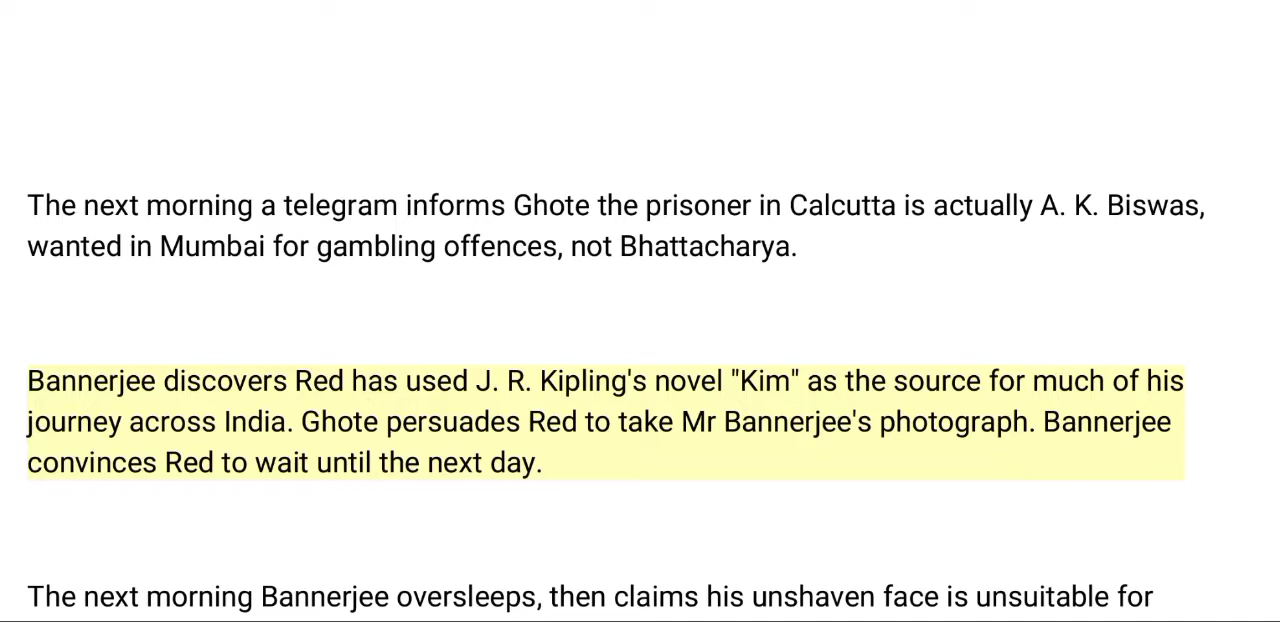 The next morning a telegram informs Ghote the prisoner in Calcutta is actually A. K. Biswas,
wanted in Mumbai for gambling offences, not Bhattacharya.
Bannerjee discovers Red has used J. R. Kipling's novel "Kim" as the source for much of his
journey across India. Ghote persuades Red to take Mr Bannerjee's photograph. Bannerjee
convinces Red to wait until the next day.
The next morning Bannerjee oversleeps, then claims his unshaven face is unsuitable for